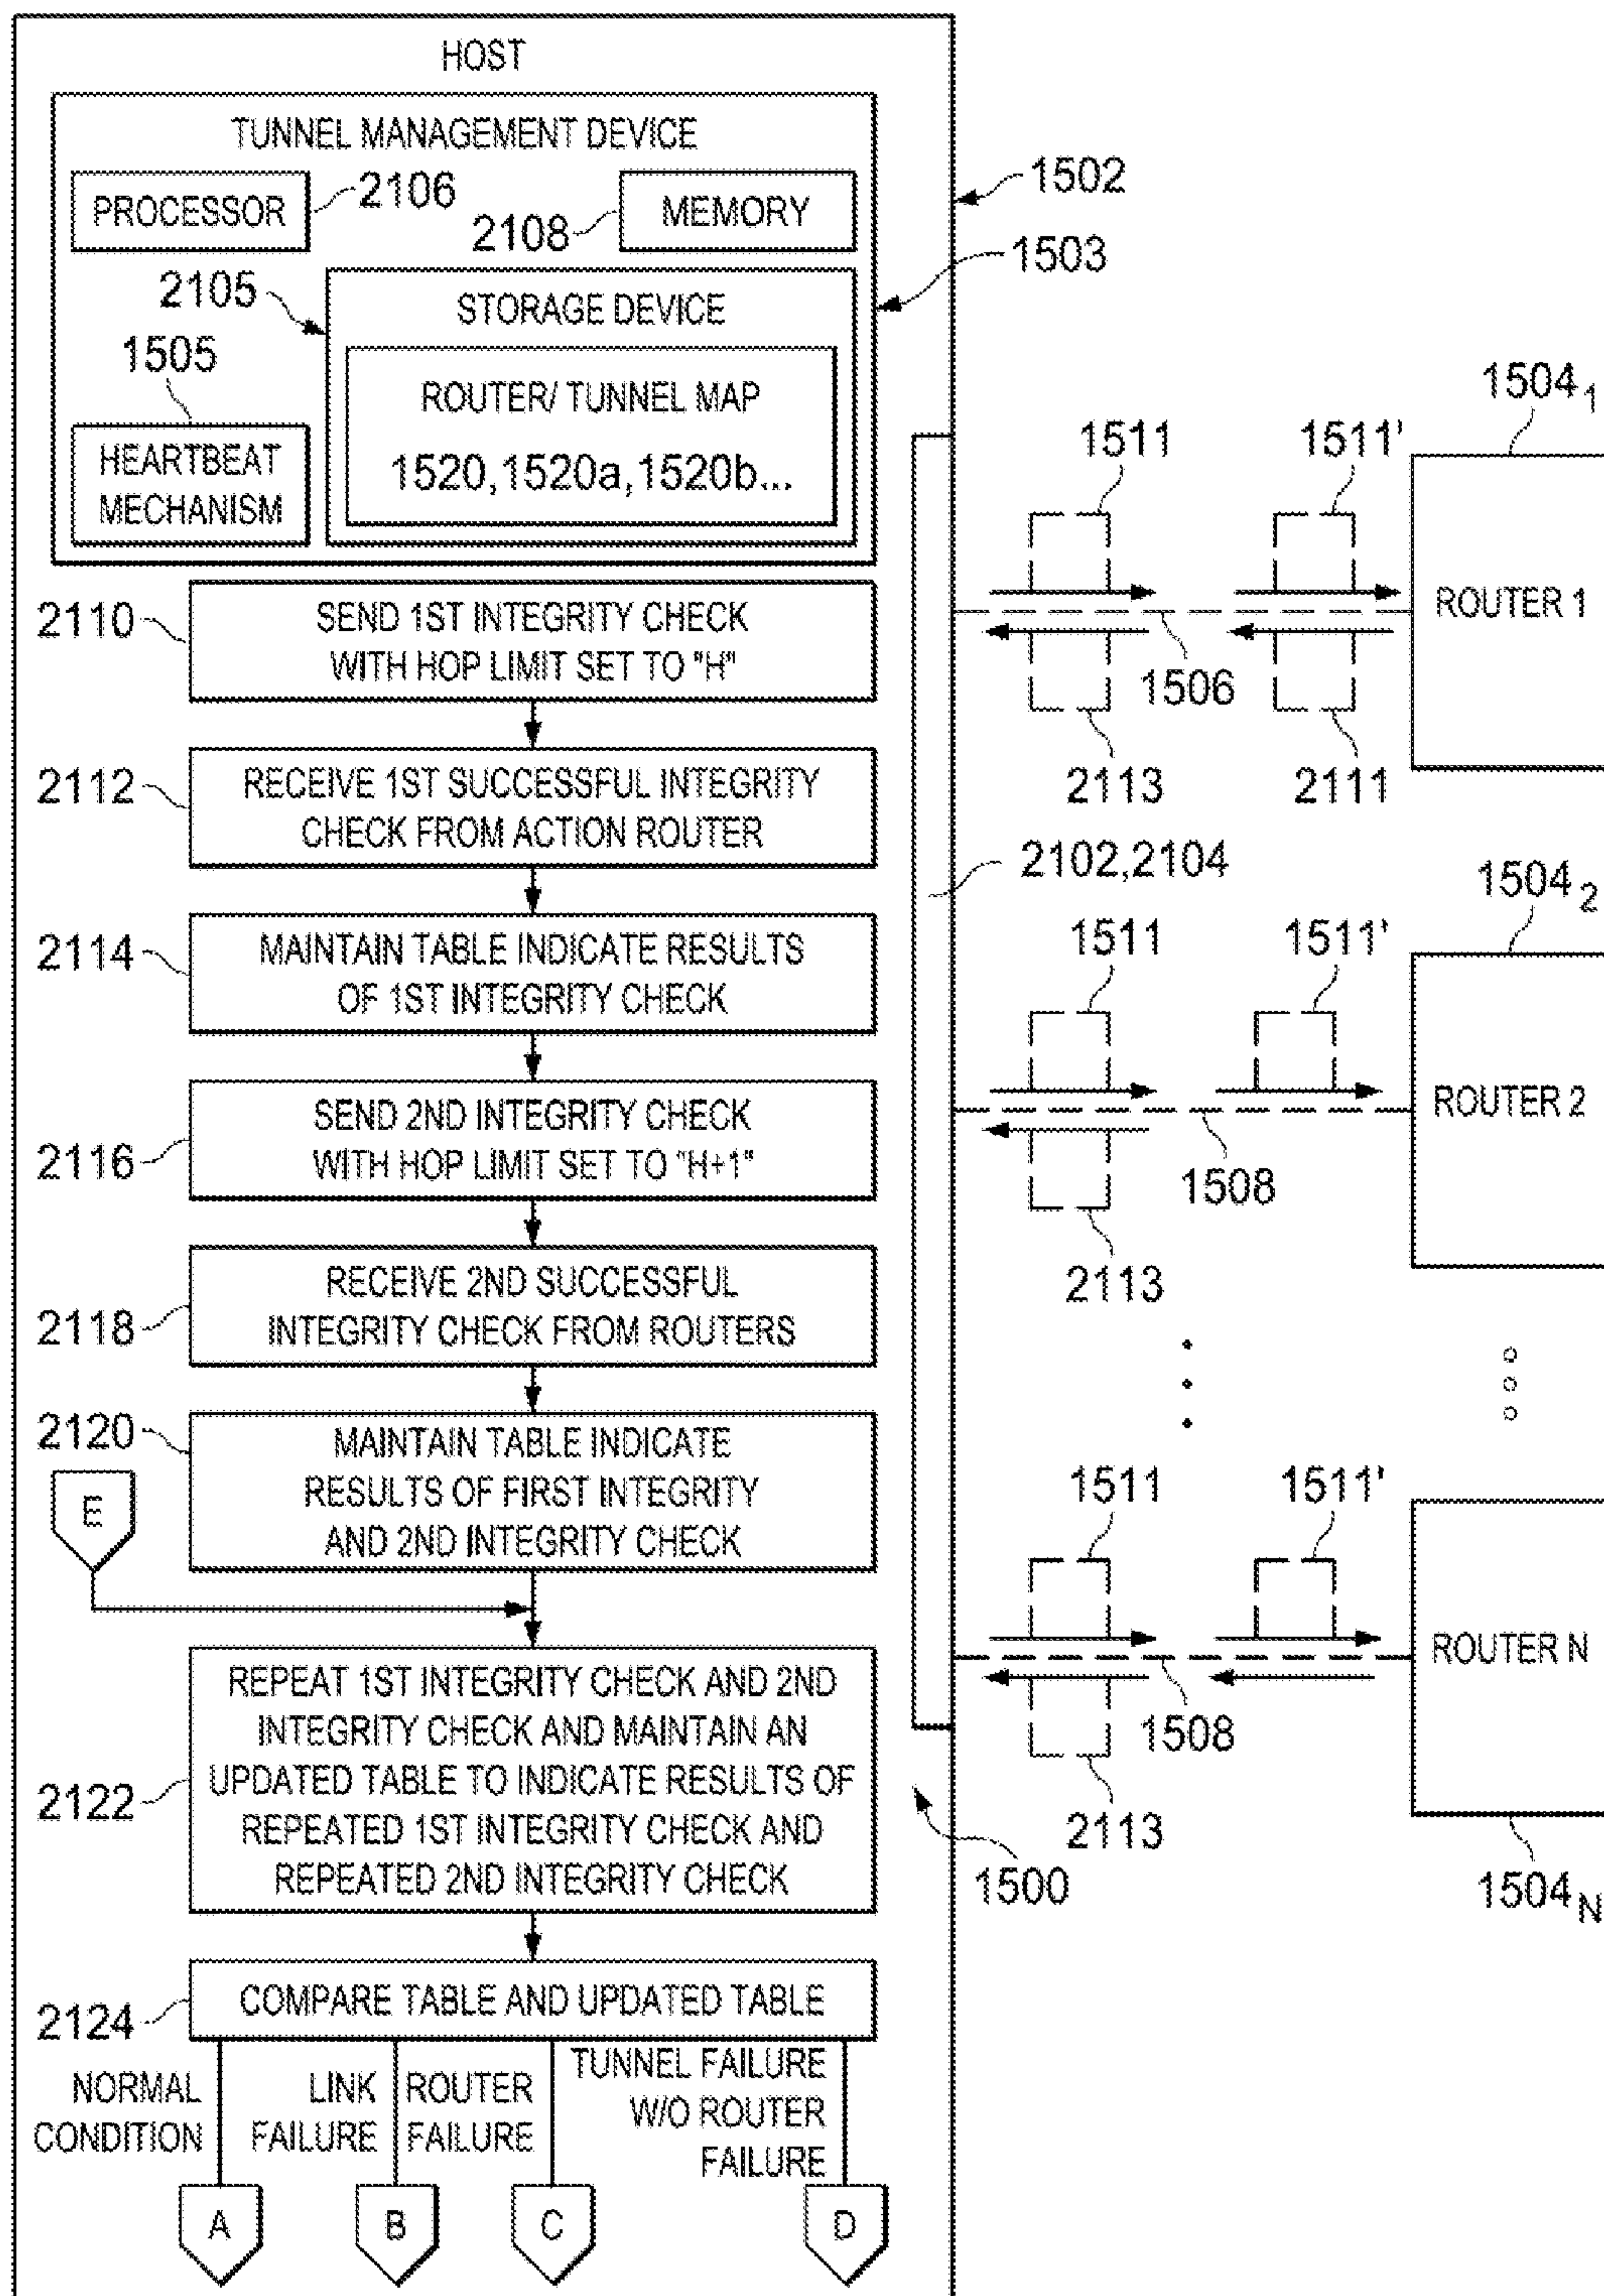 HOST
TUNNEL MANAGEMENT DEVICE
PROCESSOR
2106
2108
MEMORY
1502
1503
2105
STORAGE DEVICE
1505
ROUTER/ TUNNEL MAP
1520,1520a,1520b...
HEARTBEAT
MECHANISM
2110
SEND 1ST INTEGRITY CHECK
WITH HOP LIMIT SET TO "H"
2112
RECEIVE 1ST SUCCESSFUL INTEGRITY
CHECK FROM ACTION ROUTER
2114
MAINTAIN TABLE INDICATE RESULTS
OF 1ST INTEGRITY CHECK
2116
SEND 2ND INTEGRITY CHECK
WITH HOP LIMIT SET TO "H+1"
2118
RECEIVE 2ND SUCCESSFUL
INTEGRITY CHECK FROM ROUTERS
2120
MAINTAIN TABLE INDICATE
RESULTS OF FIRST INTEGRITY
AND 2ND INTEGRITY CHECK
E
2122
REPEAT 1ST INTEGRITY CHECK AND 2ND
INTEGRITY CHECK AND MAINTAIN AN
UPDATED TABLE TO INDICATE RESULTS OF
REPEATED 1ST INTEGRITY CHECK AND
REPEATED 2ND INTEGRITY CHECK
2124
COMPARE TABLE AND UPDATED TABLE
NORMAL
CONDITION
LINK
FAILURE
ROUTER
FAILURE
TUNNEL FAILURE
W/O ROUTER
FAILURE
A
B
C
D
1504 1
1511
1511'
ROUTER 1
1506
2113
2111
2102,2104
1504 2
1511
1511'
ROUTER 2
1508
2113
1511
1511'
ROUTER N
1508
2113
1500
1504 N